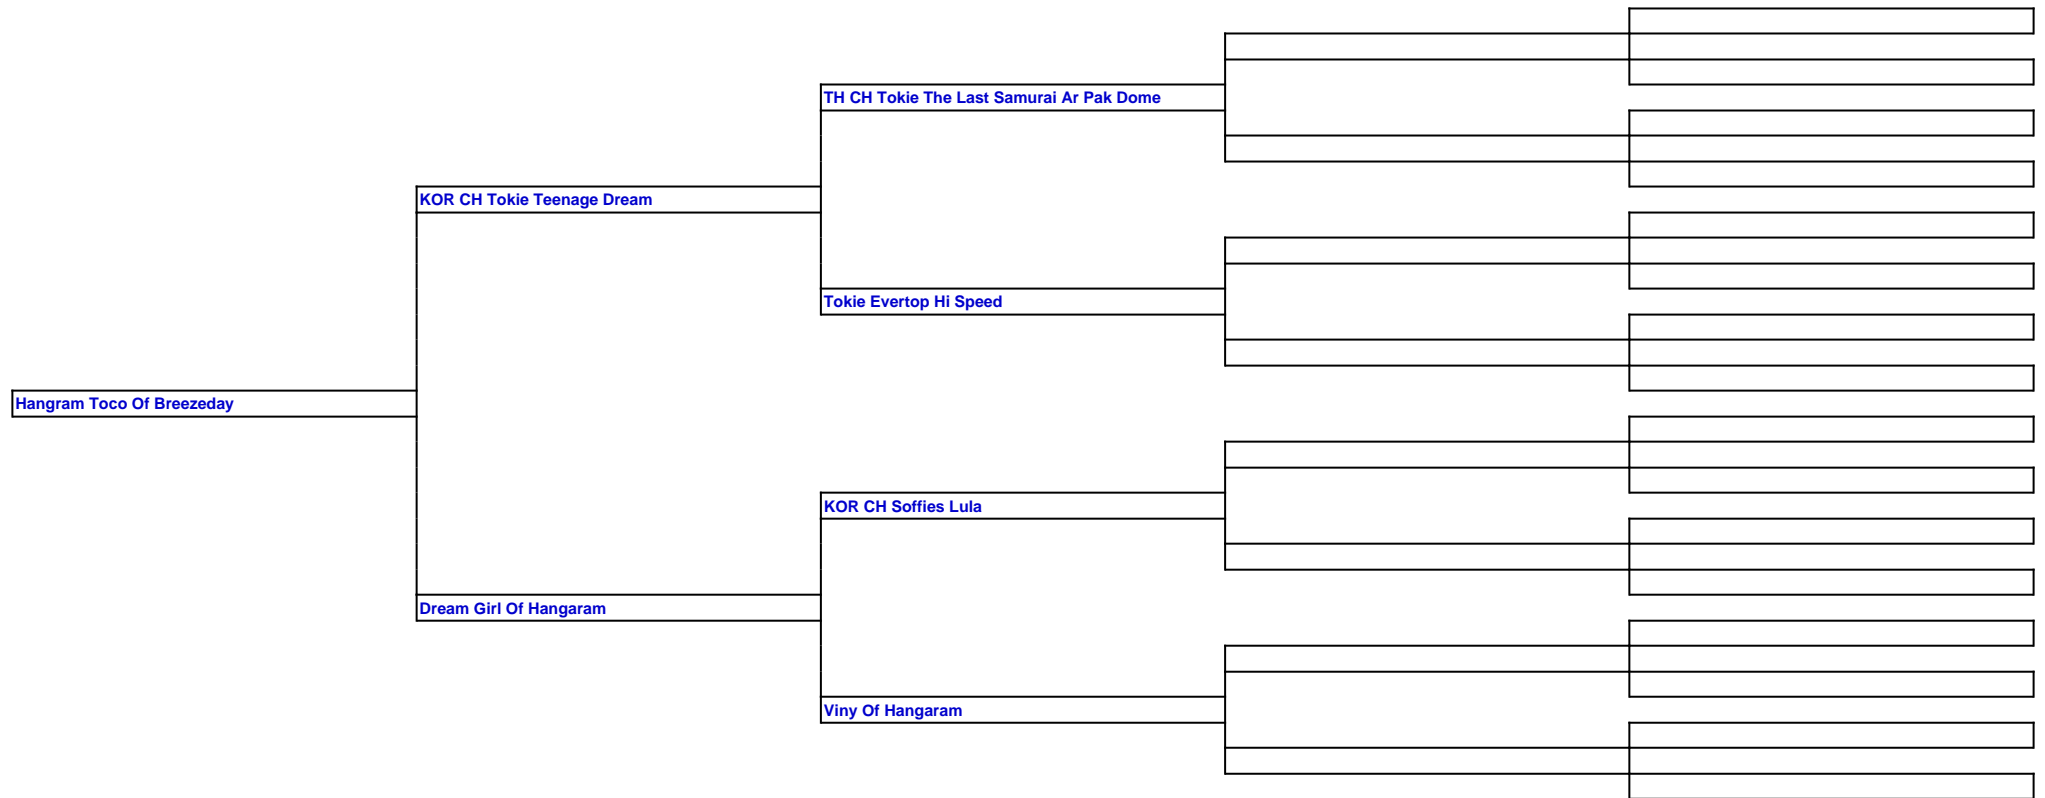 TH CH Tokie The Last Samurai Ar Pak Dome
KOR CH Tokie Teenage Dream
Tokie Evertop Hi Speed
Hangram Toco Of Breezeday
KOR CH Soffies Lula
Dream Girl Of Hangaram
Viny Of Hangaram